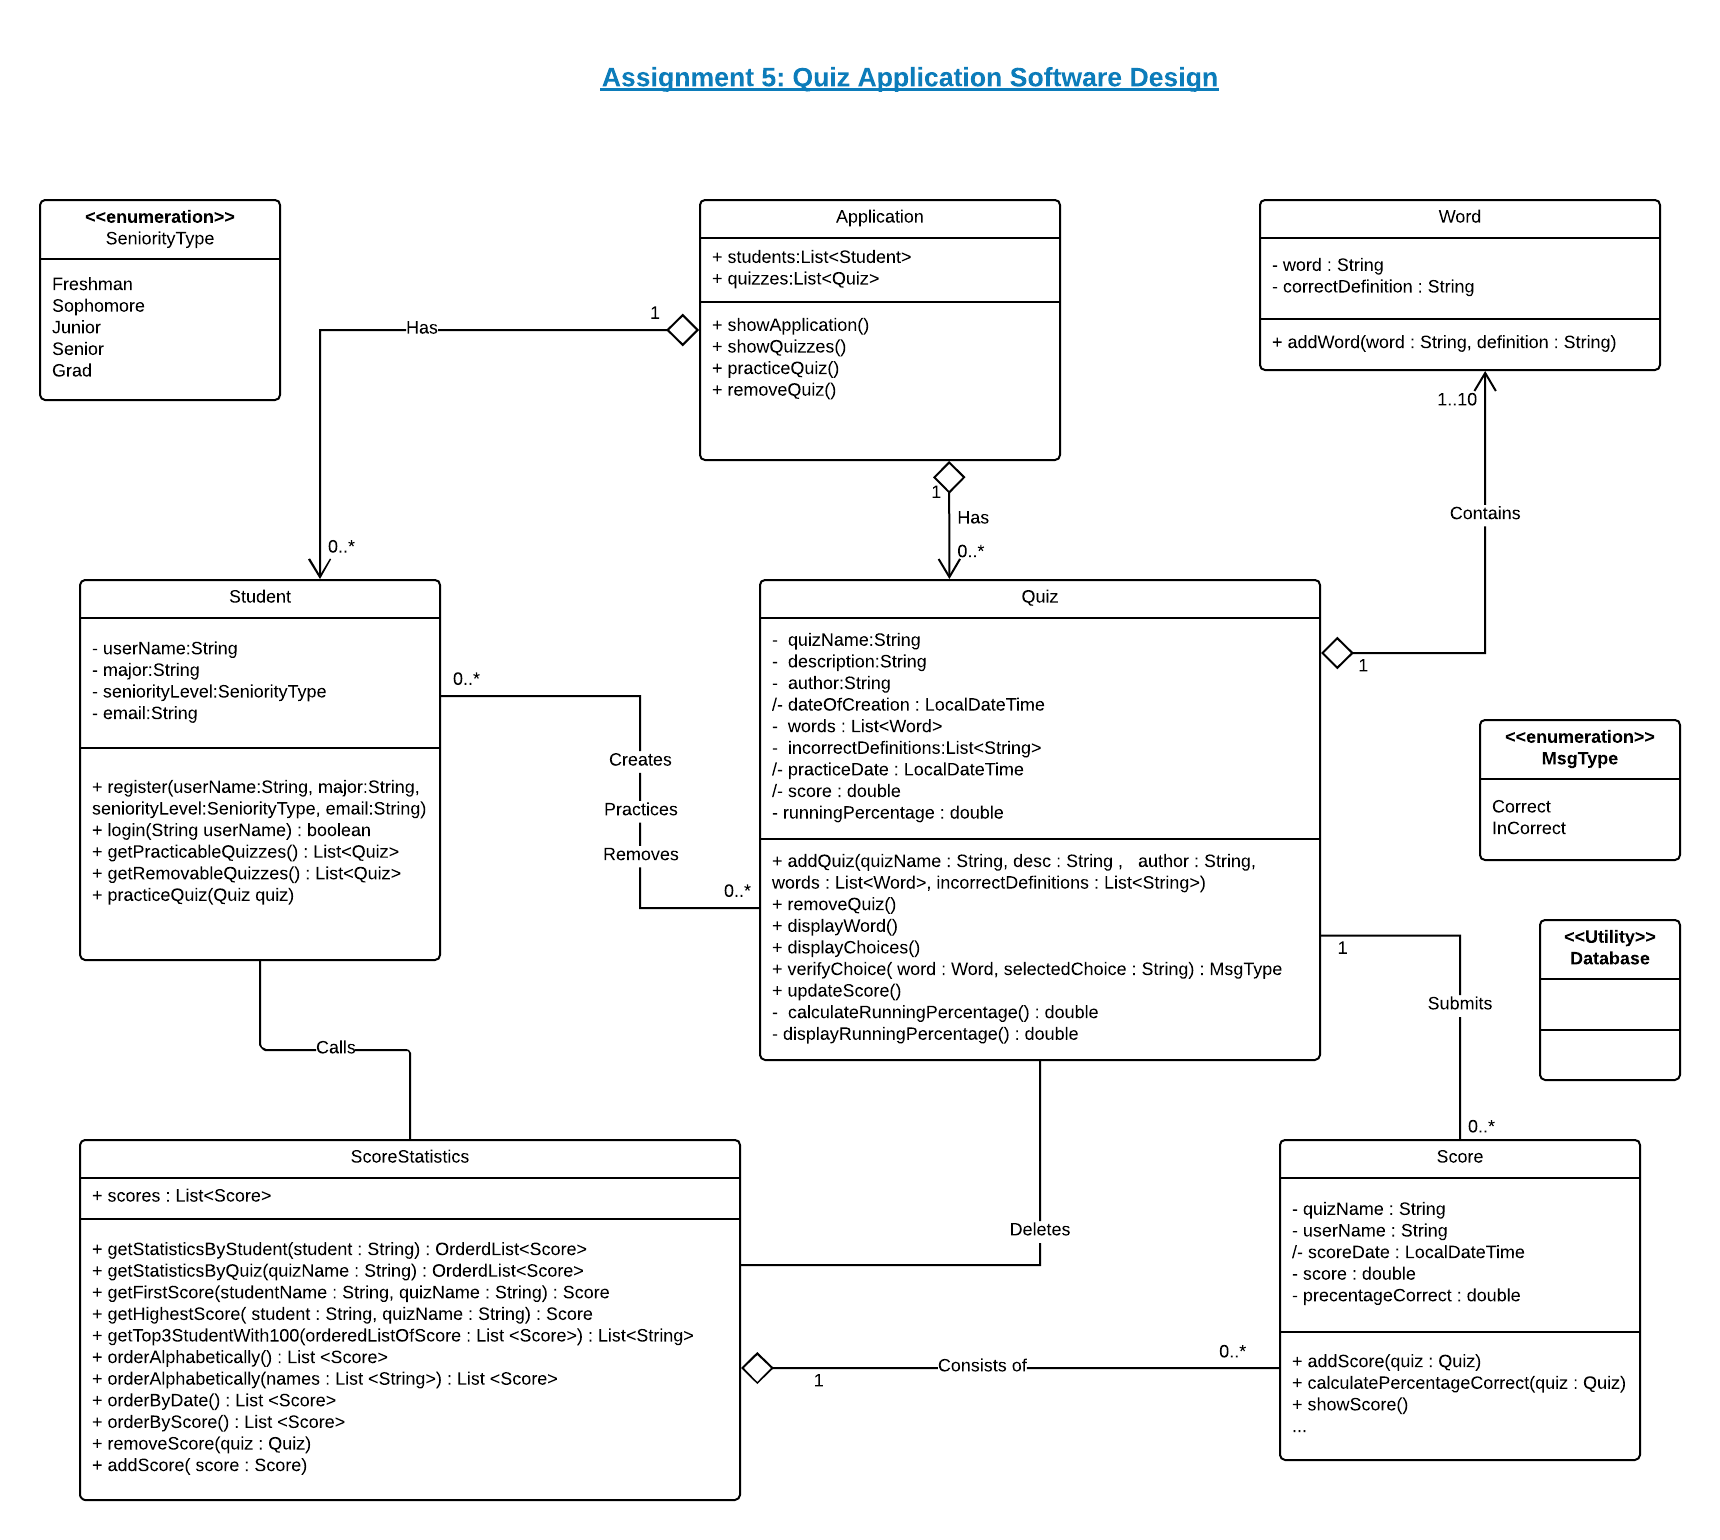 Assignment 5: Quiz Application Software Design
<<enumeration>>
SeniorityType
Freshman
Sophomore
Junior
Senior
Grad
Application
+ students:List<Student>
+ quizzes:List<Quiz>
+ showApplication()
+ showQuizzes()
+ practiceQuiz()
+ removeQuiz()
Word
- word : String
- correctDefinition : String
+ addWord(word : String, definition : String)
1
Has
0..*
1
Has
0..*
1..10
Contains
1
Student
- userName:String
- major:String
- seniorityLevel:SeniorityType
- email:String
+ register(userName:String, major:String,
seniorityLevel:SeniorityType, email:String)
+ login(String userName) : boolean
+ getPracticableQuizzes() : List<Quiz>
+ getRemovableQuizzes() : List<Quiz>
+ practiceQuiz(Quiz quiz)
0..*
Creates
Practices
Removes
0..*
Quiz
- quizName:String
- description:String
- author:String
/- dateOfCreation : LocalDateTime
- words : List<Word>
- incorrectDefinitions:List<String>
/- practiceDate : LocalDateTime
/- score : double
- runningPercentage : double
+ addQuiz(quizName : String, desc : String , author : String,
words : List<Word>, incorrectDefinitions : List<String>)
+ removeQuiz()
+ displayWord()
+ displayChoices()
+ verifyChoice( word : Word, selectedChoice : String) : MsgType
+ updateScore()
- calculateRunningPercentage() : double
- displayRunningPercentage() : double
<<enumeration>>
MsgType
Correct
InCorrect
<<Utility>>
Database
1
Submits
0..*
Calls
Deletes
ScoreStatistics
+ scores : List<Score>
+ getStatisticsByStudent(student : String) : OrderdList<Score>
+ getStatisticsByQuiz(quizName : String) : OrderdList<Score>
+ getFirstScore(studentName : String, quizName : String) : Score
+ getHighestScore( student : String, quizName : String) : Score
+ getTop3StudentWith100(orderedListOfScore : List <Score>) : List<String>
+ orderAlphabetically() : List <Score>
+ orderAlphabetically(names : List <String>) : List <Score>
+ orderByDate() : List <Score>
+ orderByScore() : List <Score>
+ removeScore(quiz : Quiz)
+ addScore( score : Score)
1
Consists of
0..*
Score
- quizName : String
- userName : String
/- scoreDate : LocalDateTime
- score : double
- precentageCorrect : double
+ addScore(quiz : Quiz)
+ calculatePercentageCorrect(quiz : Quiz)
+ showScore()
...